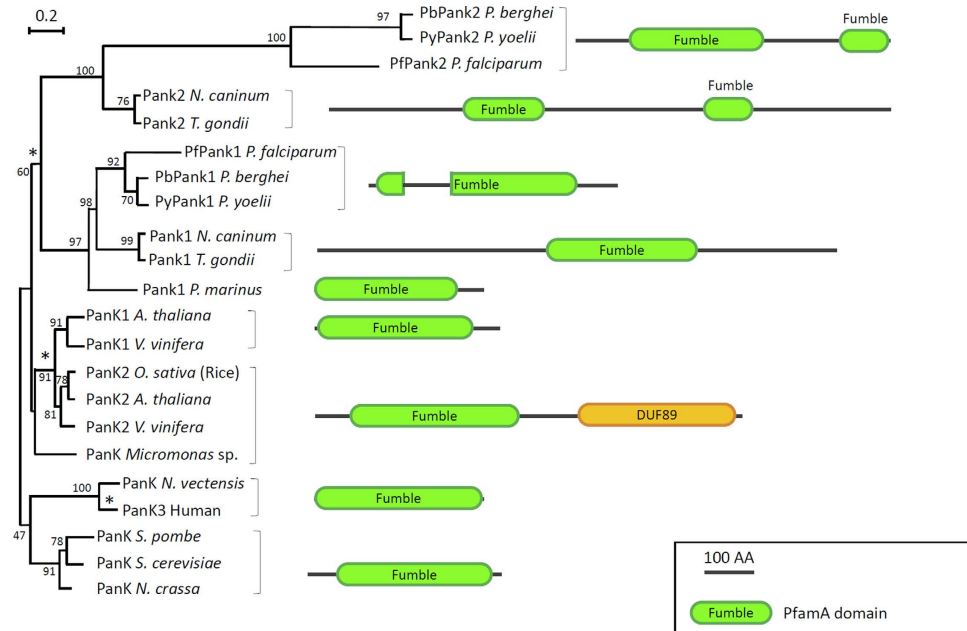 0.2
97
PbPank2 P. berghei
Fumble
PyPank2 P. yoelii
100
Fumble
PfPank2 P. falciparum
100
76
Pank2 N. caninum
Fumble
Fumble
Pank2 T. gondii
*
60
92
PfPank1 P. falciparum
PbPank1 P. berghei
Fumble
70
PyPank1 P. yoelii
98
97
99
Pank1 N. caninum
Fumble
Pank1 T. gondii
Pank1 P. marinus
Fumble
91
PanK1 A. thaliana
Fumble
PanK1 V. vinifera
*
91
78
PanK2 O. sativa (Rice)
PanK2 A. thaliana
81
PanK2 V. vinifera
Fumble
DUF89
PanK Micromonas sp.
100
PanK N. vectensis
Fumble
*
PanK3 Human
47
78
PanK S. pombe
91
PanK S. cerevisiae
Fumble
PanK N. crassa
100 AA
Fumble PfamA domain